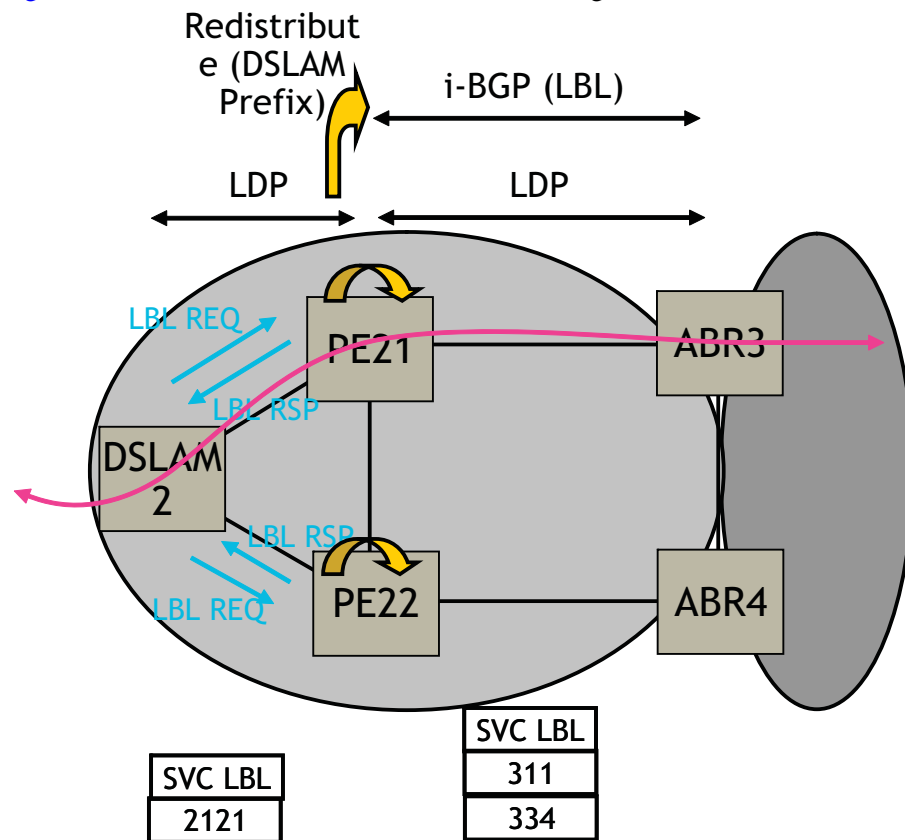 Redistribut
e (DSLAM
Prefix)
i-BGP (LBL)
LDP
LDP
LBL REQ
PE21
ABR3
LBL RSP
DSLAM
2
LBL RSP
LBL REQ
PE22
ABR4
SVC LBL
311
334
SVC LBL
2121